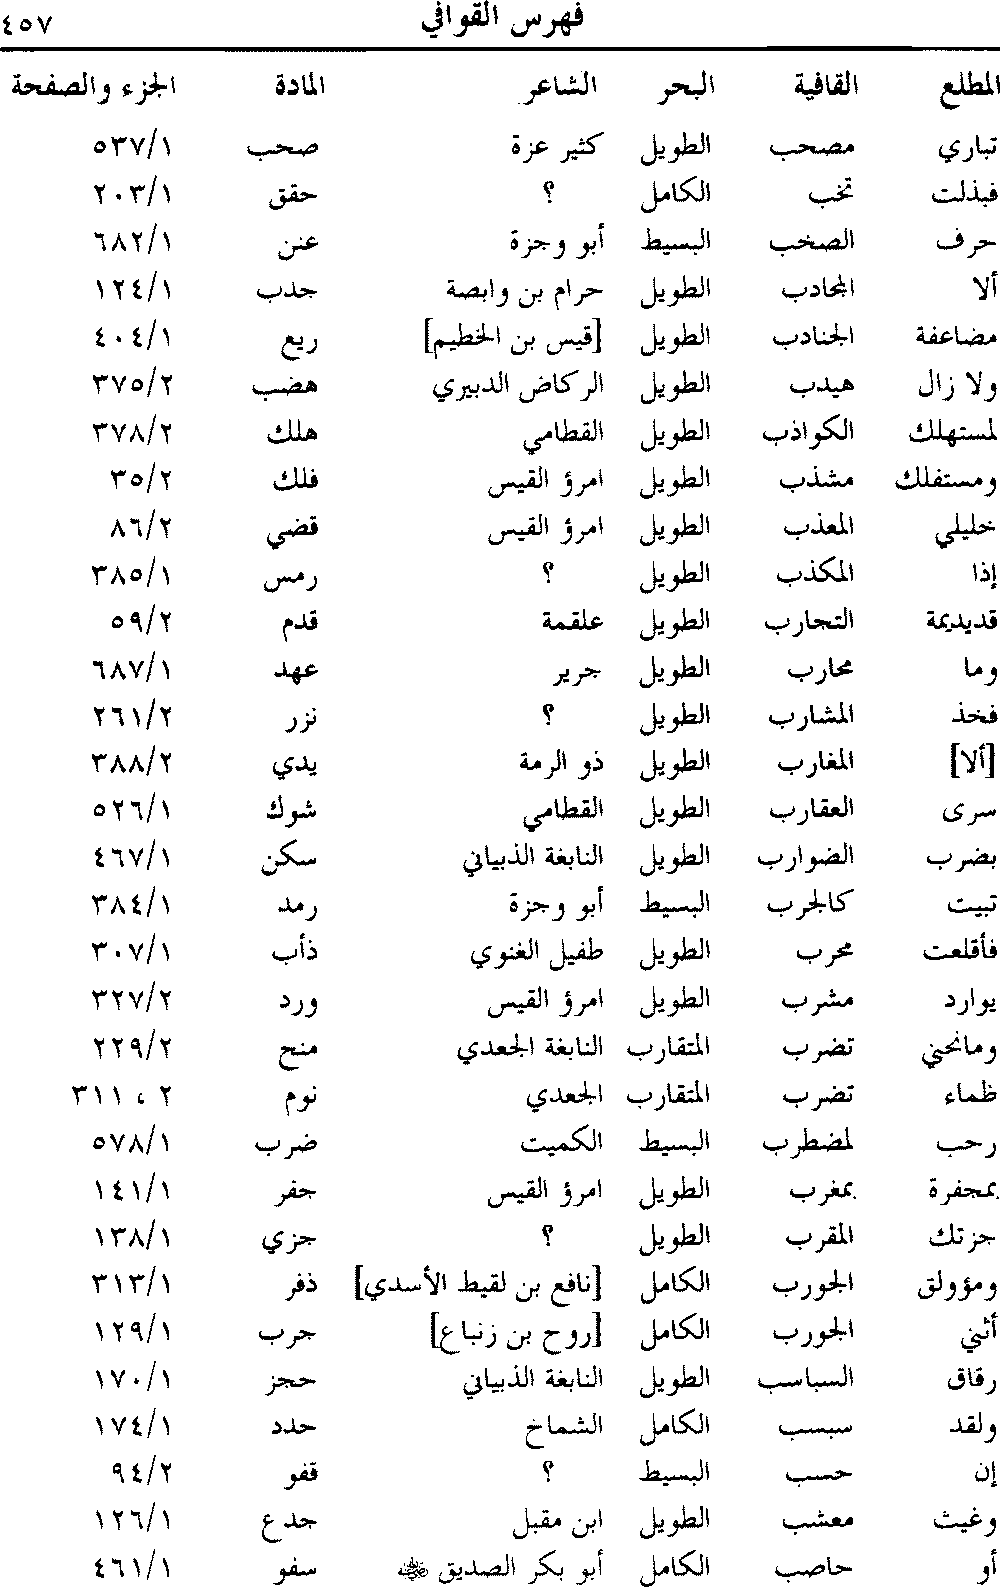 فهرس القوافي ٤٥٧
المطلع القافية البحر الشاعر المادة الجزء والصفحة
تباري مصحب الطويل كثير عزة صحب ٥٣٧/١
فبذلت تخب الكامل ؟ حقق ٢٠٣/١
حرف الصخب البسيط أبو وجزة عنن ٦٨٢/١
ألا المجادب الطويل حرام بن وابصة جدب ١٢٤/١
مضاعفة الجنادب الطويل [قيس بن الخطيم] ريع ٤٠٤/١
ولا زال هيدب الطويل الركاض الدبيري هضب ٣٧٥/٢
لمستهلك الكواذب الطويل القطامي هلك ٣٧٨/٢
ومستفلك مشذب الطويل امرؤ القيس فلك ٣٥/٢
خليلي المعذب الطويل امرؤ القيس قضي ٨٦/٢
إذا المكذب الطويل ؟ رمس ٣٨٥/١
قديديمة التجارب الطويل علقمة قدم ٥٩/٢
وما محارب الطويل جرير عهد ٦٨٧/١
فخذ المشارب الطويل ؟ نزر ٢٦١/٢
[ألا] المغارب الطويل ذو الرمة يدي ٣٨٨/٢
سرى العقارب الطويل القطامي شوك ٥٢٦/١
بضرب الضوارب الطويل النابغة الذبياني سكن ٤٦٧/١
تبيت كالجرب البسيط أبو وجزة رمد ٣٨٤/١
فأقلعت محرب الطويل طفيل الغنوي ذأب ٣٠٧/١
يوارد مشرب الطويل امرؤ القيس ورد ٣٢٧/٢
ومانحني تضرب المتقارب النابغة الجعدي منح ٢٢٩/٢
ظماء تضرب المتقارب الجعدي نوم ٢ ، ٣١١
رحب لمضطرب البسيط الكميت ضرب ٥٧٨/١
بمجفرة بمغرب الطويل امرؤ القيس جفر ١٤١/١
جزتك المقرب الطويل ؟ جزي ١٣٨/١
ومؤولق الجورب الكامل [نافع بن لقيط الأسدي] ذفر ٣١٣/١
أثني الجورب الكامل [روح بن زنباع] جرب ١٢٩/١
رقاق السباسب الطويل النابغة الذبياني حجز ١٧٠/١
ولقد سبسب الكامل الشماخ حدد ١٧٤/١
إن حسب البسيط ؟ قفو ٩٤/٢
وغيث معشب الطويل ابن مقبل جدع ١٢٦/١
أو حاصب الكامل أبو بكر الصديق ﷺ سفو ٤٦١/١